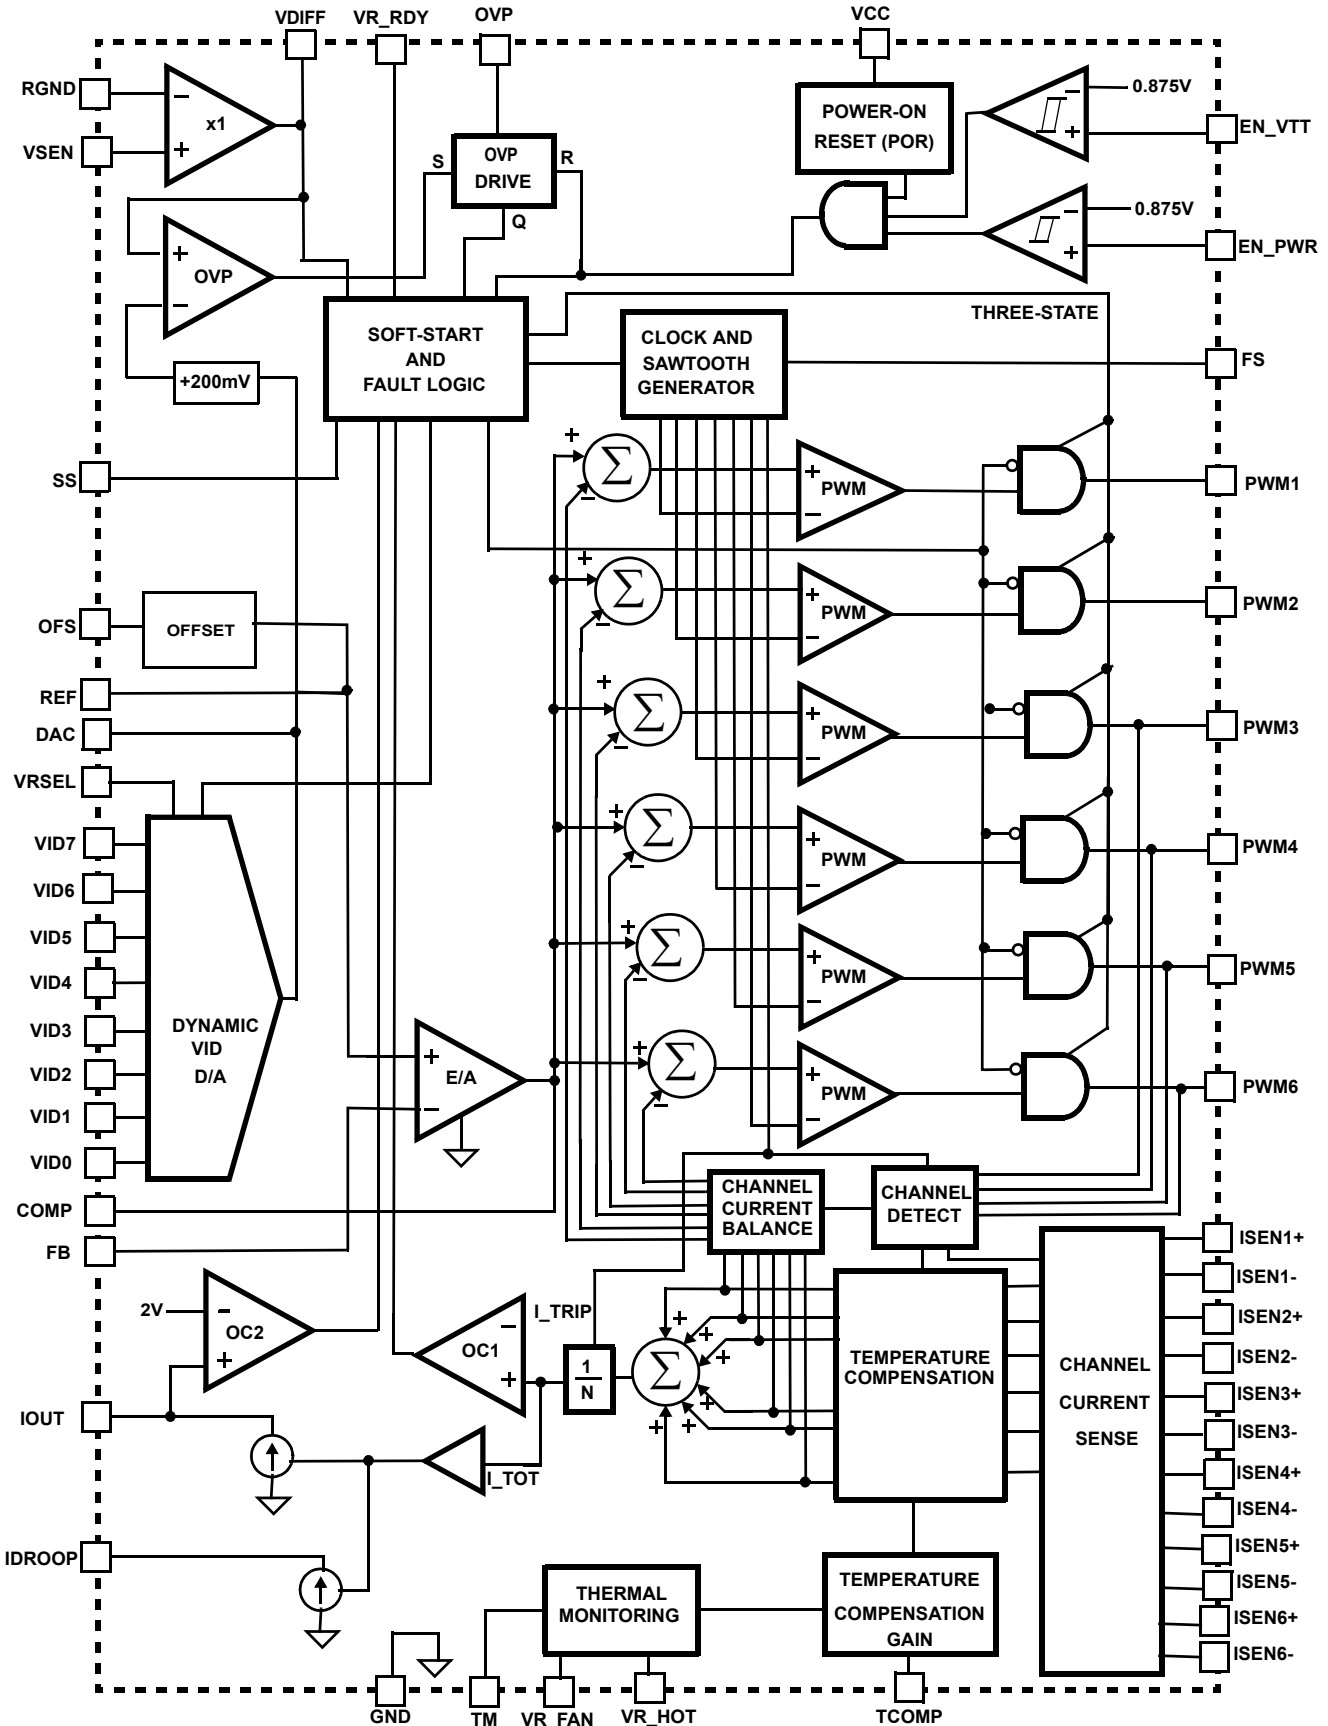 VDIFF
VR_RDY
OVP
VCC
RGND
VSEN
−
x1
+
S
OVP
DRIVE
R
Q
POWER-ON
RESET (POR)
−
+
0.875V
EN_VTT
−
+
0.875V
EN_PWR
+
OVP
−
+200mV
SOFT-START
AND
FAULT LOGIC
CLOCK AND
SAWTOOTH
GENERATOR
THREE-STATE
FS
SS
+
Σ
−
+
PWM
−
PWM1
+
Σ
−
+
PWM
−
PWM2
OFS
OFFSET
REF
DAC
+
Σ
−
+
PWM
−
PWM3
VRSEL
VID7
VID6
VID5
VID4
VID3
VID2
VID1
VID0
DYNAMIC
VID
D/A
+
Σ
−
+
PWM
−
PWM4
+
Σ
−
+
PWM
−
PWM5
+
E/A
−
+
Σ
−
+
PWM
−
PWM6
COMP
FB
CHANNEL
CURRENT
BALANCE
CHANNEL
DETECT
2V
−
OC2
+
−
OC1
+
I_TRIP
1
N
Σ
+
+
+
+
+
+
TEMPERATURE
COMPENSATION
CHANNEL
CURRENT
SENSE
ISEN1+
ISEN1-
ISEN2+
ISEN2-
ISEN3+
ISEN3-
ISEN4+
ISEN4-
ISEN5+
ISEN5-
ISEN6+
ISEN6-
IOUT
I_TOT
IDROOP
THERMAL
MONITORING
TEMPERATURE
COMPENSATION
GAIN
GND
TM
VR_FAN
VR_HOT
TCOMP